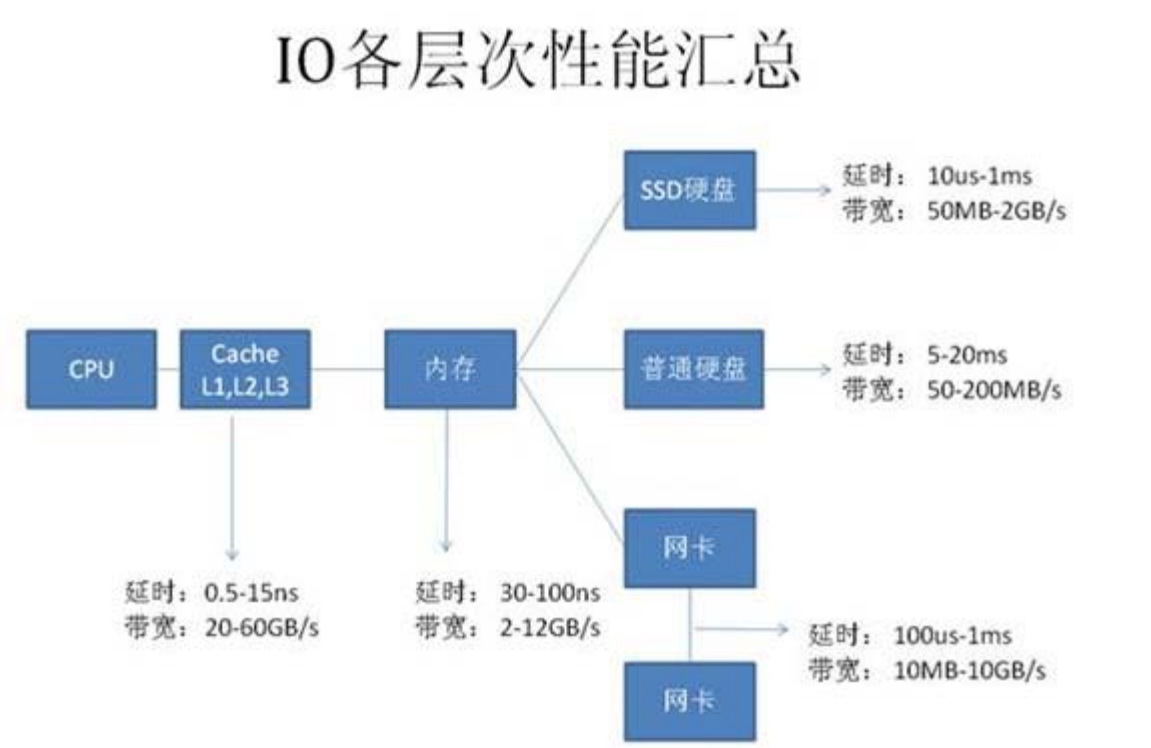 IO各层次性能汇总
SSD硬盘
延时： 10us-1ms
带宽： 50MB-2GB/s
CPU
Cache
L1,L2,L3
内存
普通硬盘
延时： 5-20ms
带宽： 50-200MB/s
网卡
延时：0.5-15ns
带宽：20-60GB/s
延时： 30-100ns
带宽： 2-12GB/s
延时： 100us-1ms
带宽： 10MB-10GB/s
网卡